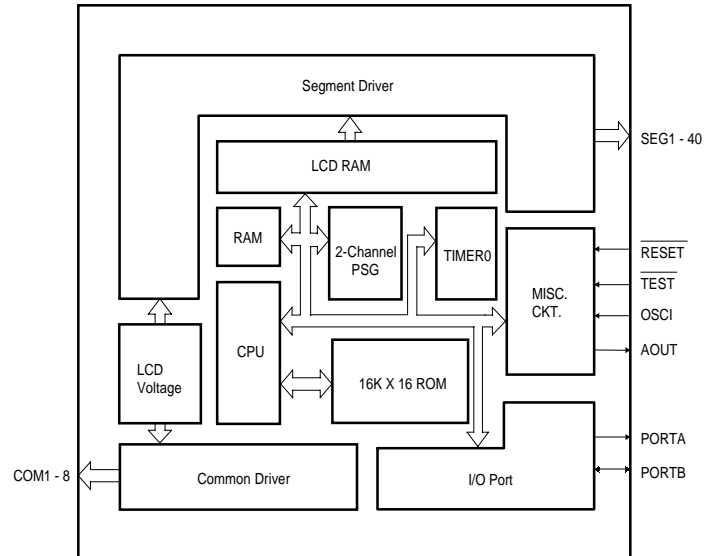 Segment Driver
SEG1 - 40
LCD RAM
RAM
2-Channel
PSG
TIMER0
RESET
TEST
MISC.
CKT.
OSCI
AOUT
CPU
LCD
Voltage
16K X 16 ROM
PORTA
COM1 - 8
Common Driver
I/O Port
PORTB